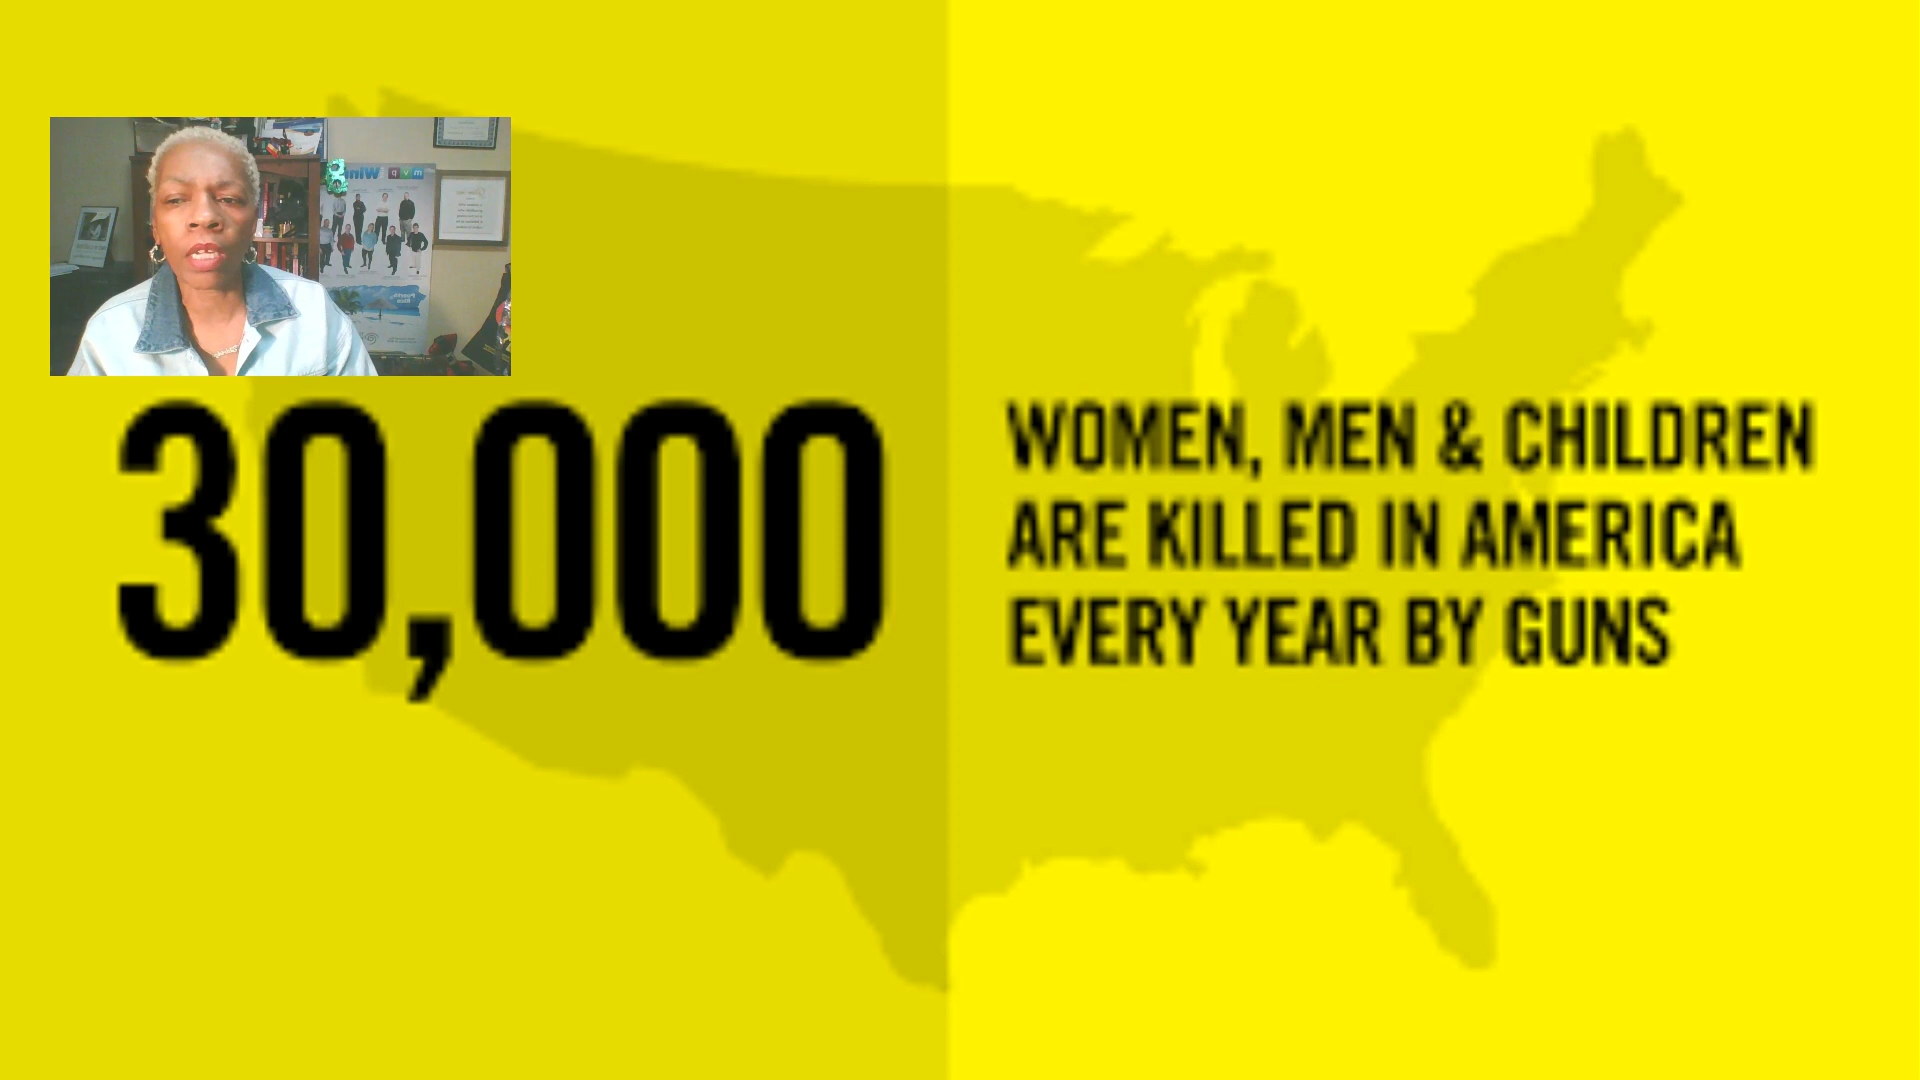 30,000
WOMEN, MEN & CHILDREN
ARE KILLED IN AMERICA
EVERY YEAR BY GUNS